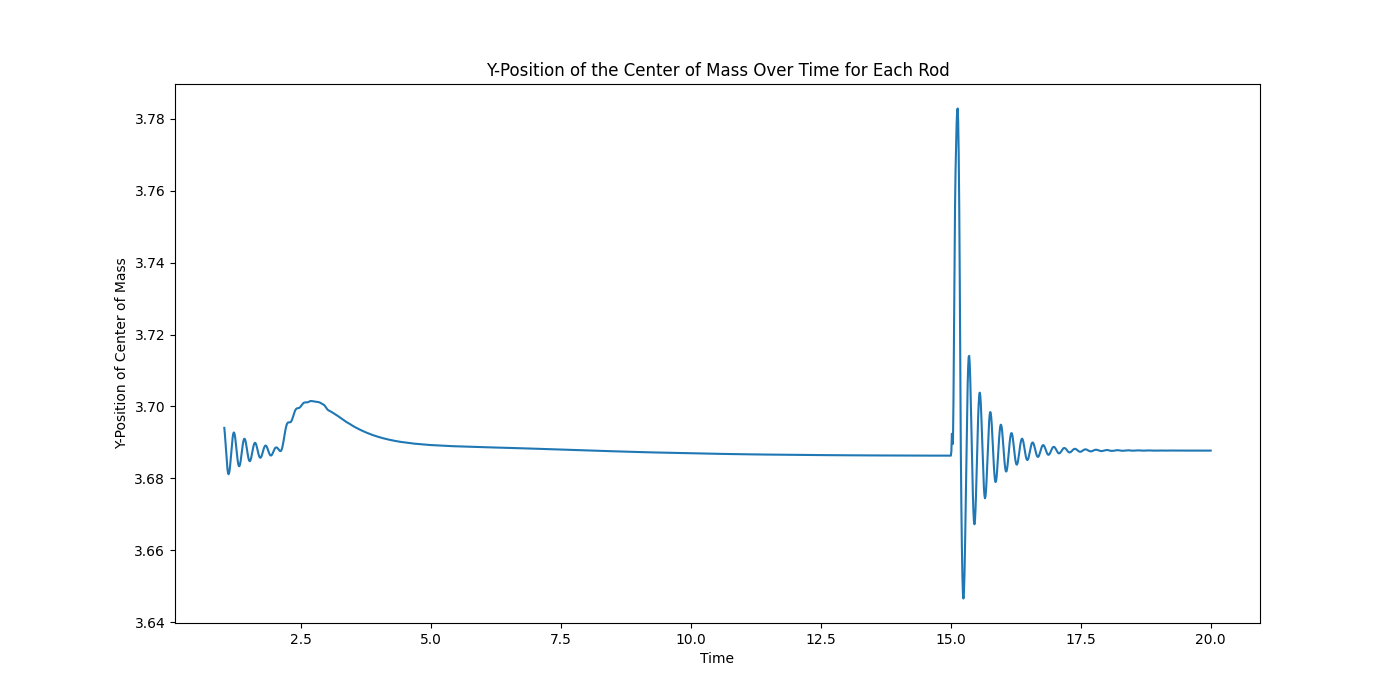 Y-Position of the Center of Mass Over Time for Each Rod
Y-Position of Center of Mass
3.78
3.76
3.74
3.72
3.70
3.68
3.66
3.64
2.5 5.0 7.5 10.0 12.5 15.0 17.5 20.0
Time